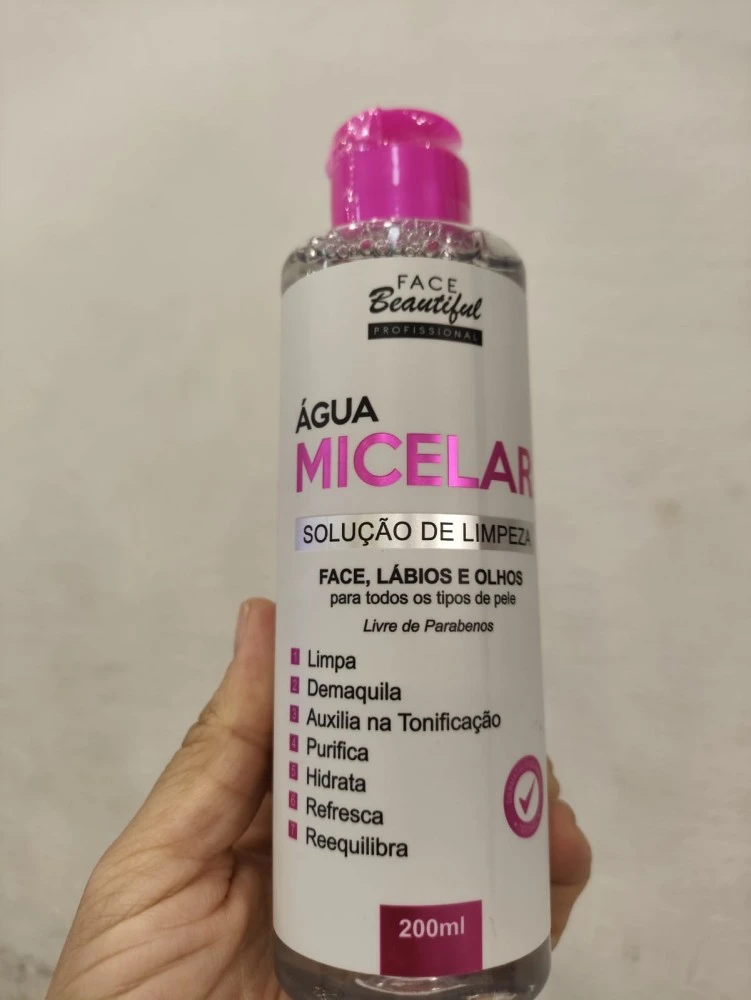 FACE
Beautiful
PROFISSIONAL
ÁGUA
MICELAR
SOLUÇÃO DE LIMPEZA
FACE, LÁBIOS E OLHOS
para todos os tipos de pele
Livre de Parabenos
1 Limpa
2 Demaquila
3 Auxilia na Tonificação
4 Purifica
5 Hidrata
6 Refresca
7 Reequilibra
200ml